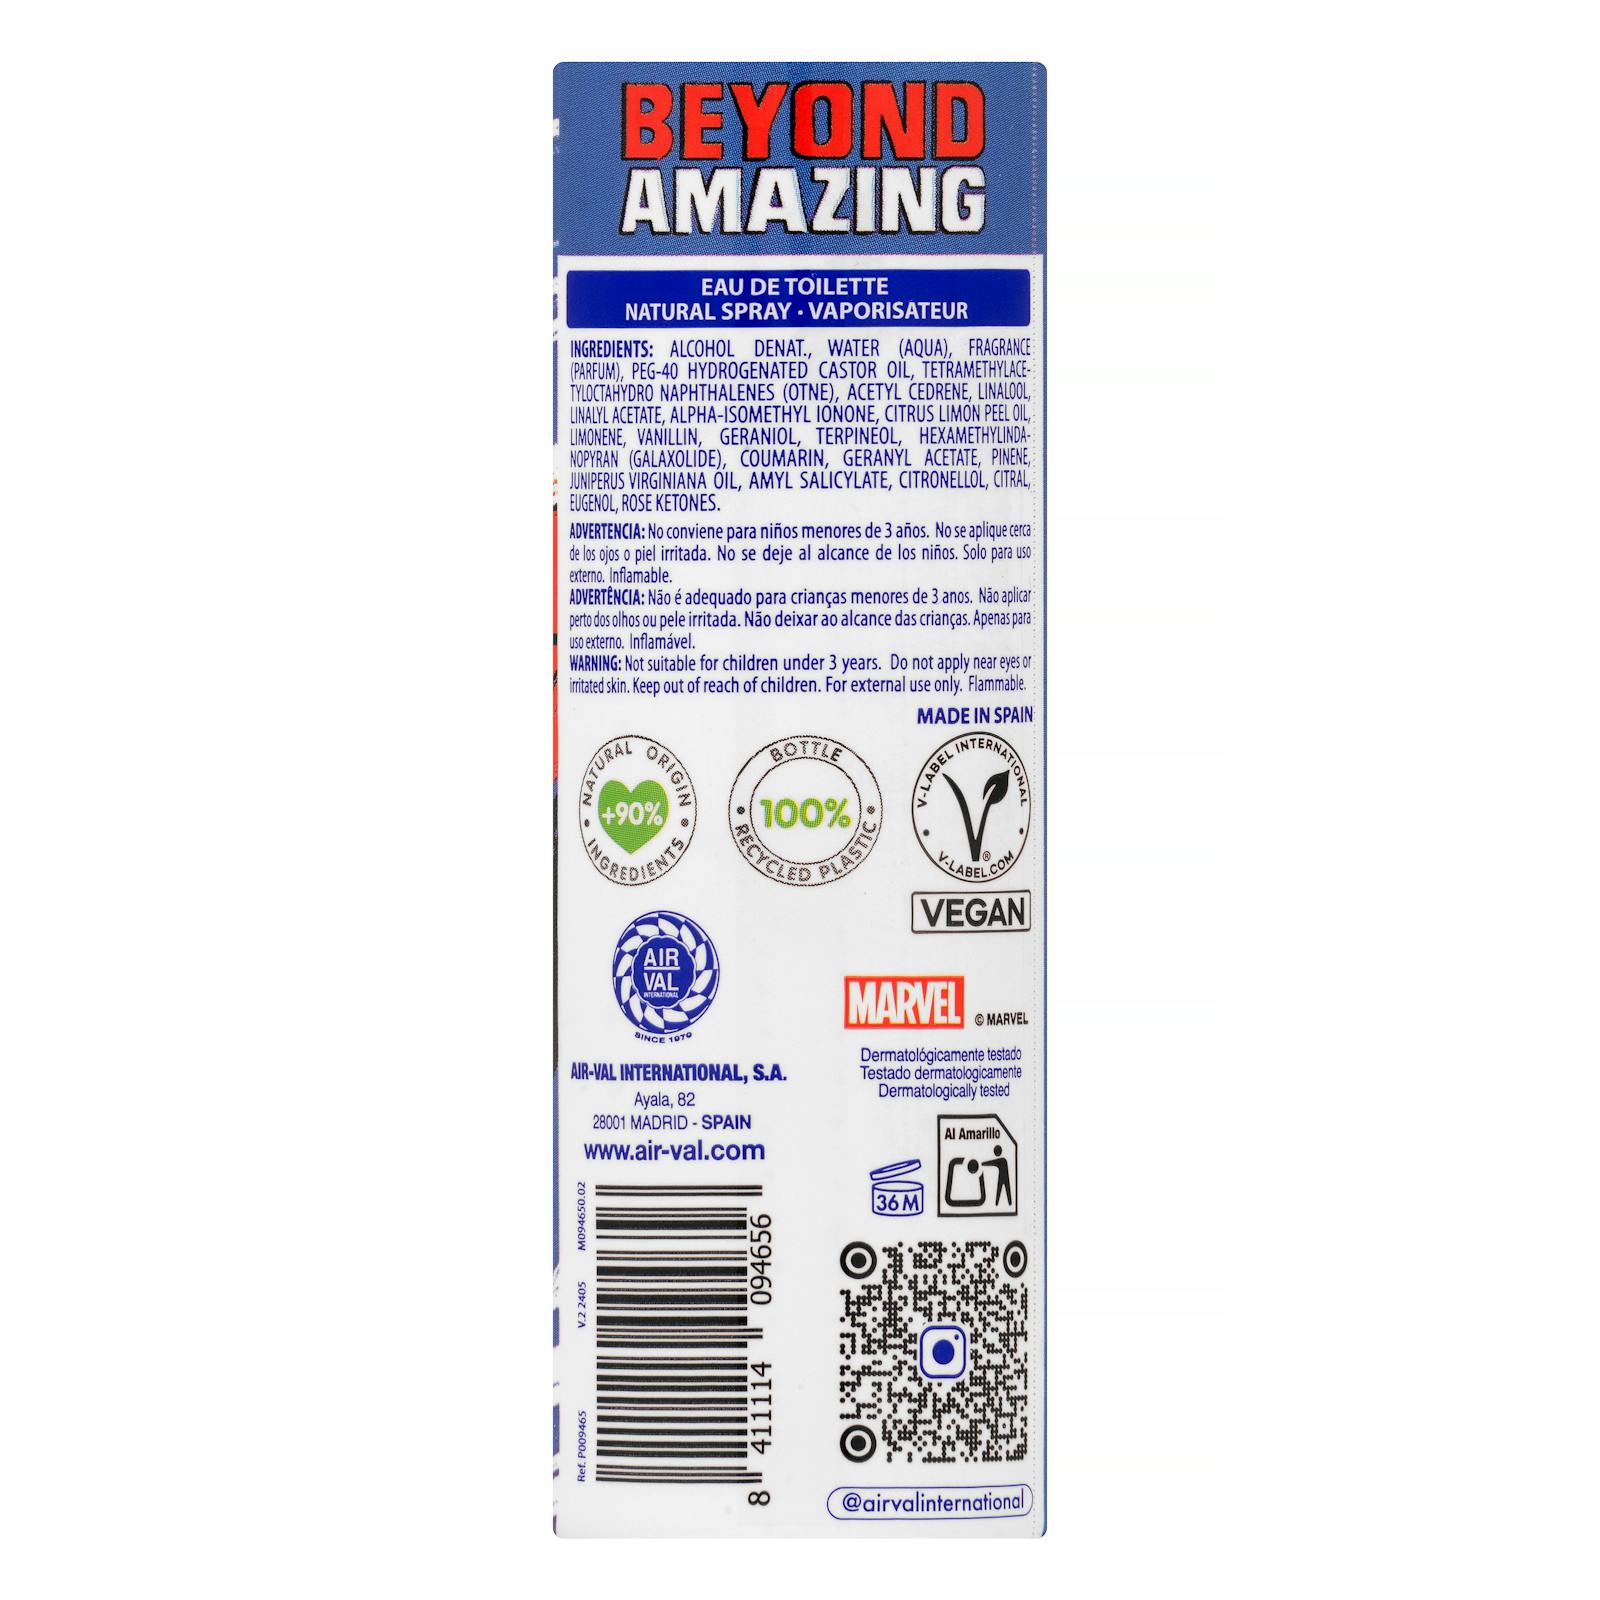 BEYOND
AMAZING
EAU DE TOILETTE
NATURAL SPRAY · VAPORISATEUR
INGREDIENTS: ALCOHOL DENAT., WATER (AQUA), FRAGRANCE
(PARFUM), PEG-40 HYDROGENATED CASTOR OIL, TETRAMETHYLACE-
TYLOCTAHYDRO NAPHTHALENES (OTNE), ACETYL CEDRENE, LINALOOL,
LINALYL ACETATE, ALPHA-ISOMETHYL IONONE, CITRUS LIMON PEEL OIL,
LIMONENE, VANILLIN, GERANIOL, TERPINEOL, HEXAMETHYLINDA-
NOPYRAN (GALAXOLIDE), COUMARIN, GERANYL ACETATE, PINENE,
JUNIPERUS VIRGINIANA OIL, AMYL SALICYLATE, CITRONELLOL, CITRAL,
EUGENOL, ROSE KETONES.
ADVERTENCIA: No conviene para niños menores de 3 años. No se aplique cerca
de los ojos o piel irritada. No se deje al alcance de los niños. Solo para uso
externo. Inflamable.
ADVERTÊNCIA: Não é adequado para crianças menores de 3 anos. Não aplicar
perto dos olhos ou pele irritada. Não deixar ao alcance das crianças. Apenas para
uso externo. Inflamável.
WARNING: Not suitable for children under 3 years. Do not apply near eyes or
irritated skin. Keep out of reach of children. For external use only. Flammable.
MADE IN SPAIN
NATURAL ORIGIN
+90%
INGREDIENTS
BOTTLE
100%
RECYCLED PLASTIC
V-LABEL INTERNATIONAL
®
V-LABEL.COM
VEGAN
AIR
VAL
INTERNATIONAL
SINCE 1979
MARVEL
© MARVEL
Dermatológicamente testado
Testado dermatologicamente
Dermatologically tested
AIR-VAL INTERNATIONAL, S.A.
Ayala, 82
28001 MADRID - SPAIN
www.air-val.com
Al Amarillo
36 M
Ref. P009465 V.2 2405 M094650.02
8 411114 094656
@airvalinternational